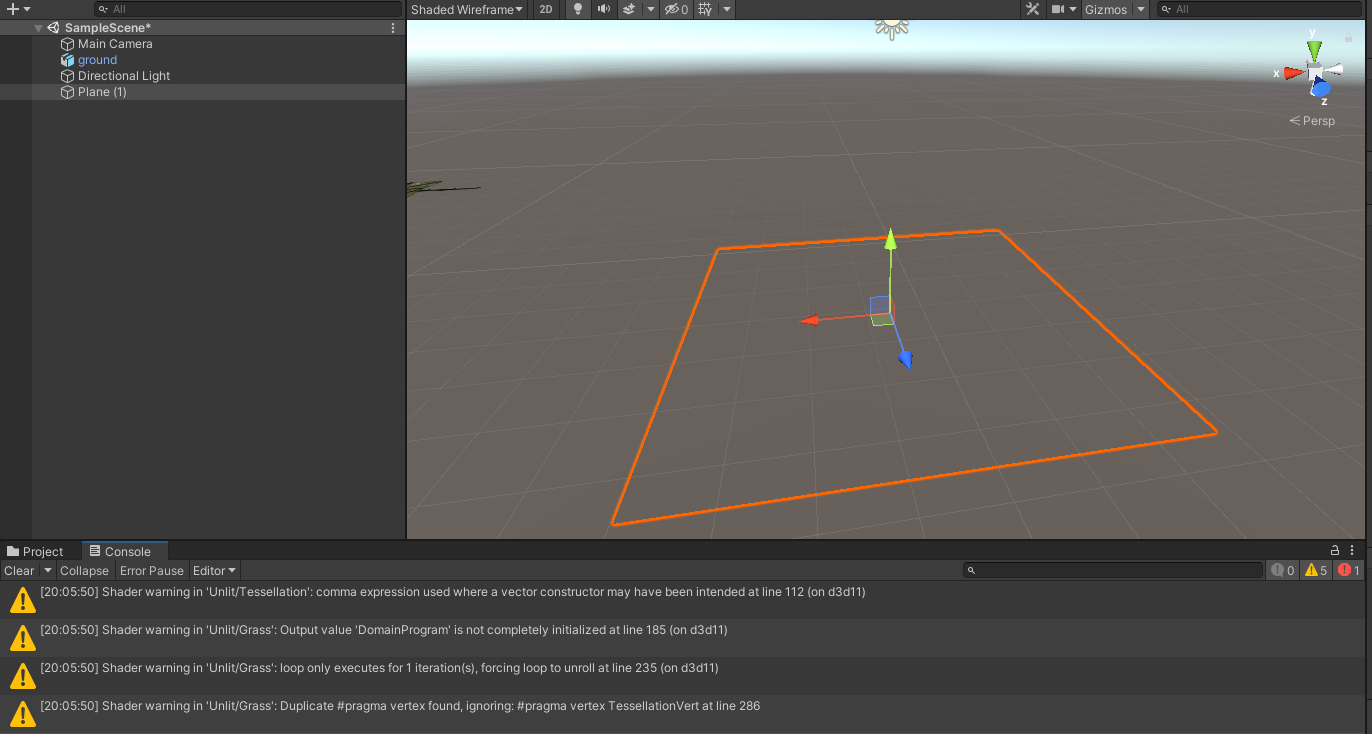 All
Shaded Wireframe
2D
0
Gizmos
All
SampleScene*
Main Camera
ground
Directional Light
Plane (1)
y
x
z
Persp
Project
Console
Clear
Collapse
Error Pause
Editor
0
5
1
[20:05:50] Shader warning in 'Unlit/Tessellation': comma expression used where a vector constructor may have been intended at line 112 (on d3d11)
[20:05:50] Shader warning in 'Unlit/Grass': Output value 'DomainProgram' is not completely initialized at line 185 (on d3d11)
[20:05:50] Shader warning in 'Unlit/Grass': loop only executes for 1 iteration(s), forcing loop to unroll at line 235 (on d3d11)
[20:05:50] Shader warning in 'Unlit/Grass': Duplicate #pragma vertex found, ignoring: #pragma vertex TessellationVert at line 286